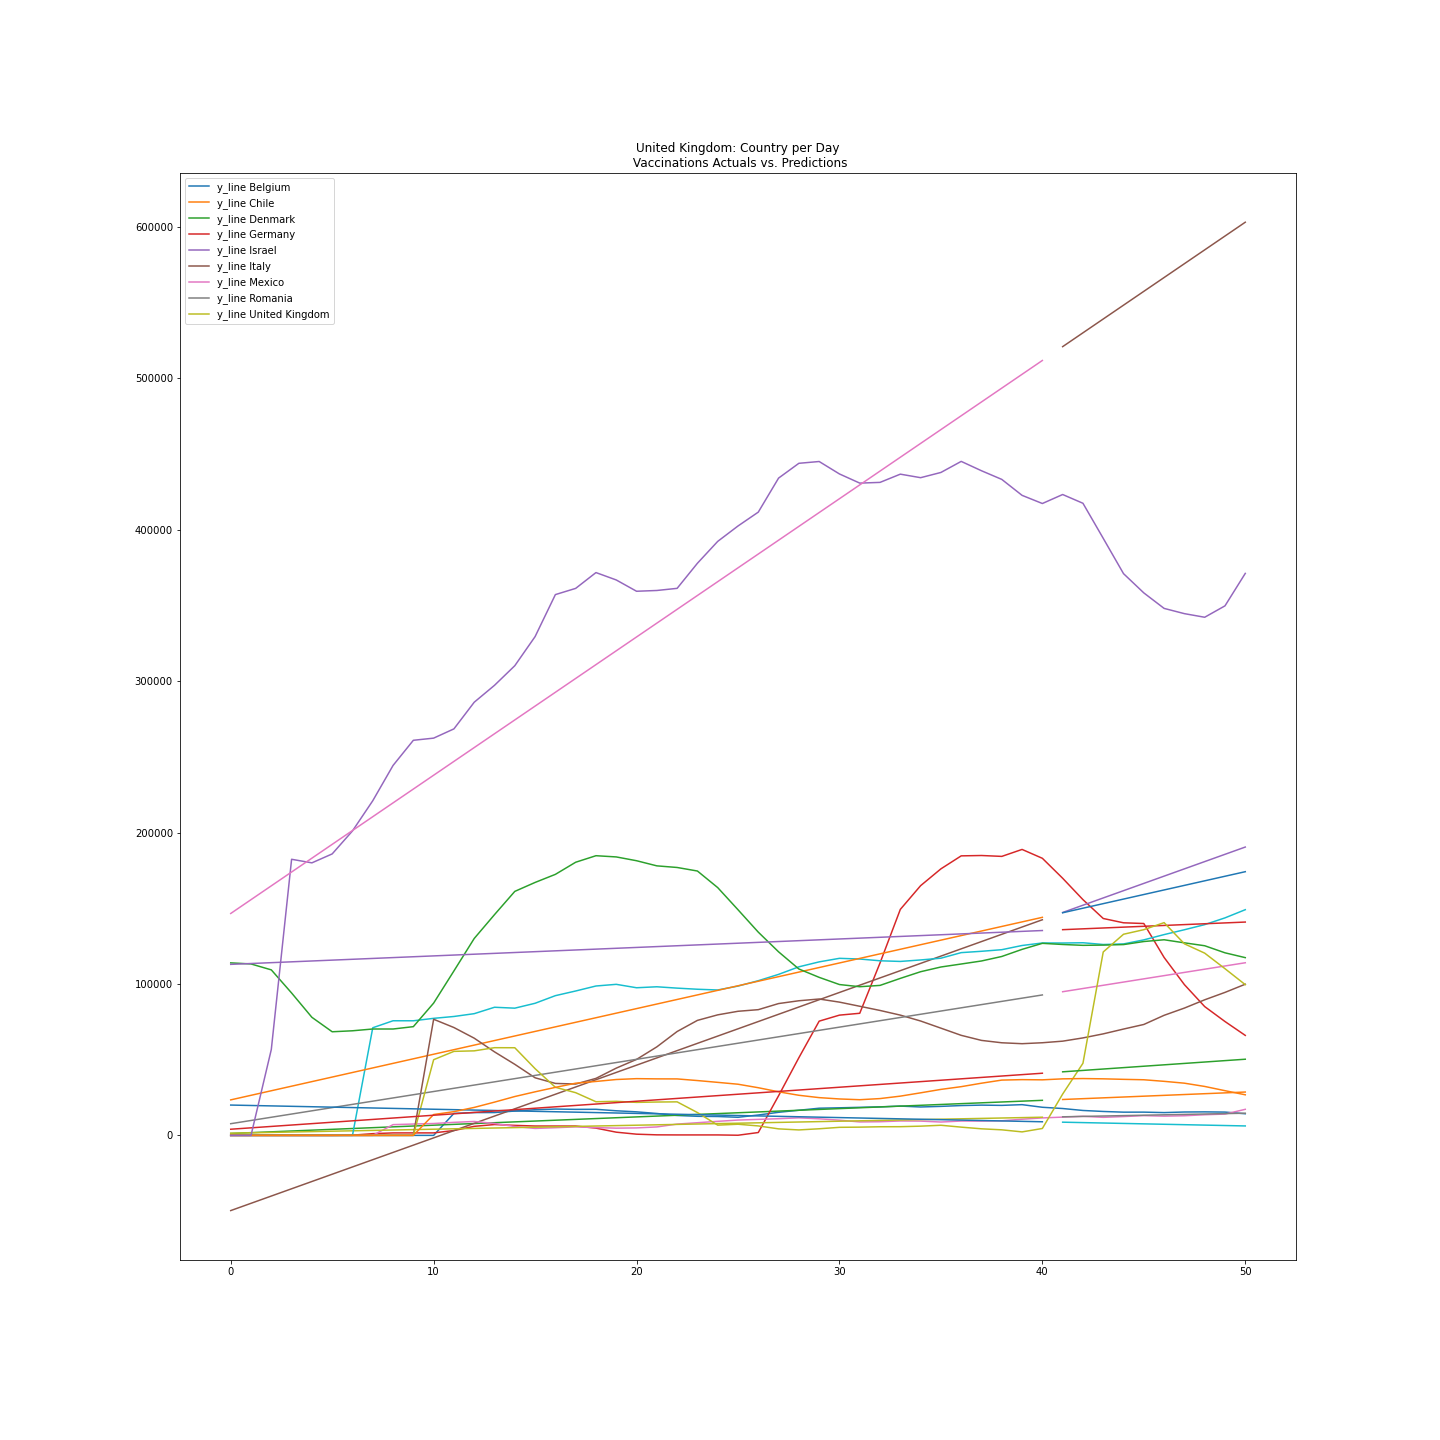 United Kingdom: Country per Day
Vaccinations Actuals vs. Predictions
y_line Belgium
y_line Chile
y_line Denmark
y_line Germany
y_line Israel
y_line Italy
y_line Mexico
y_line Romania
y_line United Kingdom
600000
500000
400000
300000
200000
100000
0
0 10 20 30 40 50